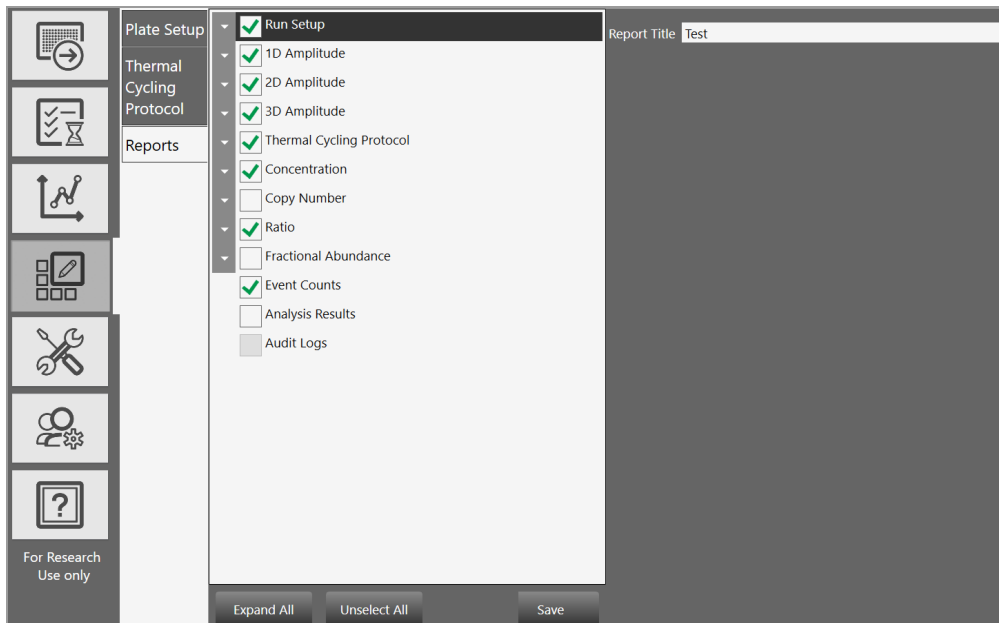 Plate Setup
Thermal
Cycling
Protocol
Reports
Run Setup
1D Amplitude
2D Amplitude
3D Amplitude
Thermal Cycling Protocol
Concentration
Copy Number
Ratio
Fractional Abundance
Event Counts
Analysis Results
Audit Logs
Report Title Test
?
For Research
Use only
Expand All Unselect All Save